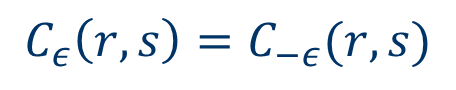 C_ϵ(r, s) = C_{−ϵ}(r, s)